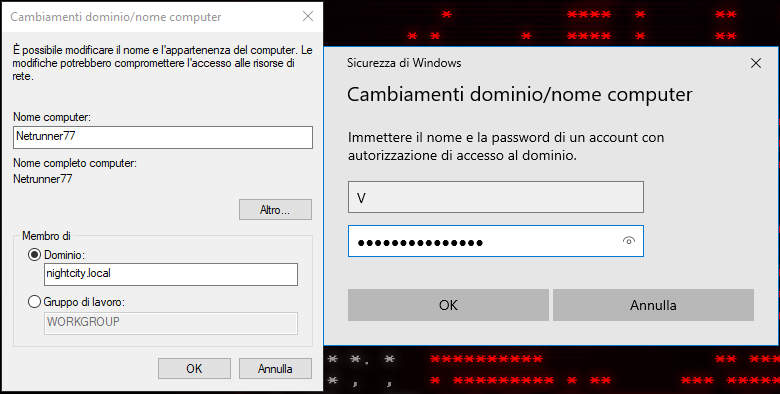 Cambiamenti dominio/nome computer
È possibile modificare il nome e l'appartenenza del computer. Le
modifiche potrebbero compromettere l'accesso alle risorse di
rete.
Nome computer:
Netrunner77
Nome completo computer:
Netrunner77
Altro...
Membro di
Dominio:
nightcity.local
Gruppo di lavoro:
WORKGROUP
OK Annulla
Sicurezza di Windows
Cambiamenti dominio/nome computer
Immettere il nome e la password di un account con
autorizzazione di accesso al dominio.
V
●●●●●●●●●●●●●●●
OK Annulla